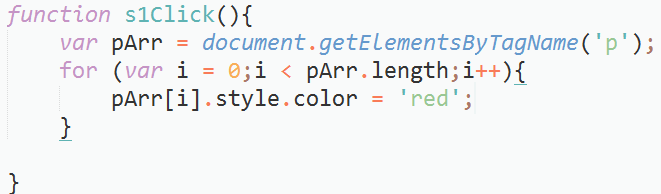 function s1Click(){
    var pArr = document.getElementsByTagName('p');
    for (var i = 0;i < pArr.length;i++){
        pArr[i].style.color = 'red';
    }
}